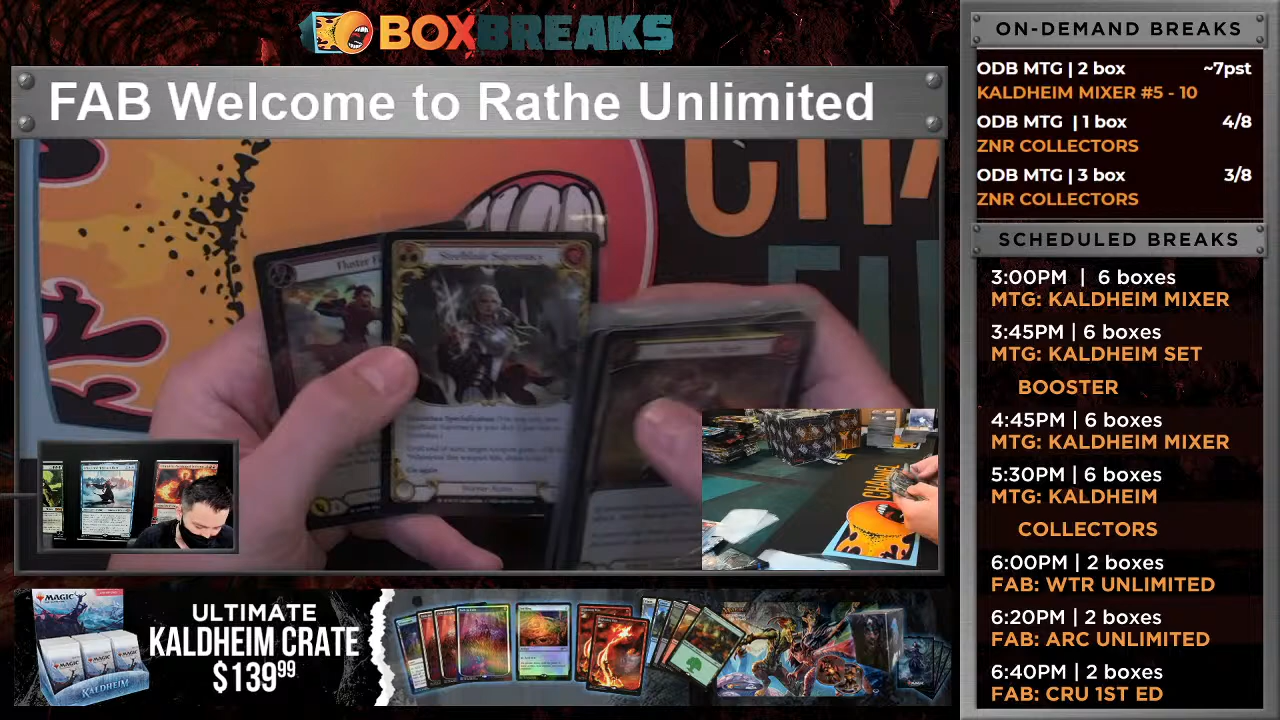 BOXBREAKS
FAB Welcome to Rathe Unlimited
Steelblade Supremacy
Warrior Action
ULTIMATE
KALDHEIM CRATE
$139.99
MAGIC
KALDHEIM
ON-DEMAND BREAKS
ODB MTG | 2 box ~7pst
KALDHEIM MIXER #5 - 10
ODB MTG | 1 box 4/8
ZNR COLLECTORS
ODB MTG | 3 box 3/8
ZNR COLLECTORS
SCHEDULED BREAKS
3:00PM | 6 boxes
MTG: KALDHEIM MIXER
3:45PM | 6 boxes
MTG: KALDHEIM SET
BOOSTER
4:45PM | 6 boxes
MTG: KALDHEIM MIXER
5:30PM | 6 boxes
MTG: KALDHEIM
COLLECTORS
6:00PM | 2 boxes
FAB: WTR UNLIMITED
6:20PM | 2 boxes
FAB: ARC UNLIMITED
6:40PM | 2 boxes
FAB: CRU 1ST ED